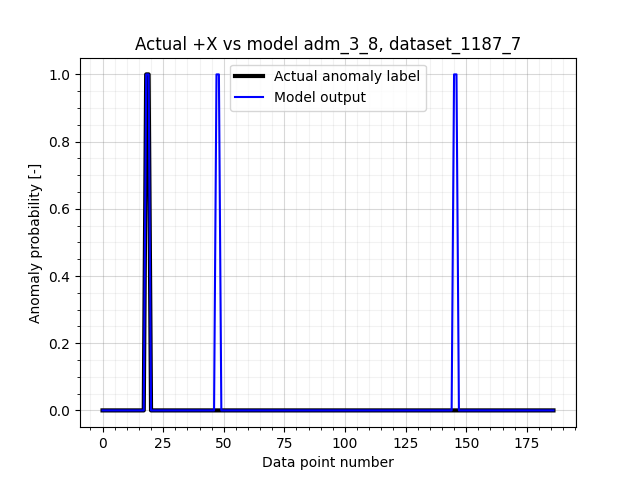 Actual +X vs model adm_3_8, dataset_1187_7
Actual anomaly label
Model output
Anomaly probability [-]
1.0
0.8
0.6
0.4
0.2
0.0
0 25 50 75 100 125 150 175
Data point number